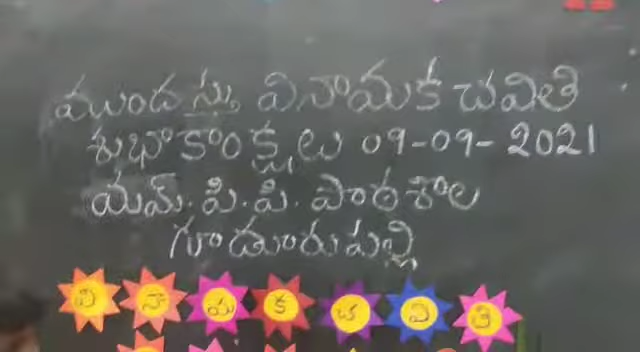 ముందస్తు వినాయక చవితి
శుభాకాంక్షలు 09-09-2021
యమ్. పి. పి. పాఠశాల
గూడూరుపల్లి
వి నా య క చ వి తి